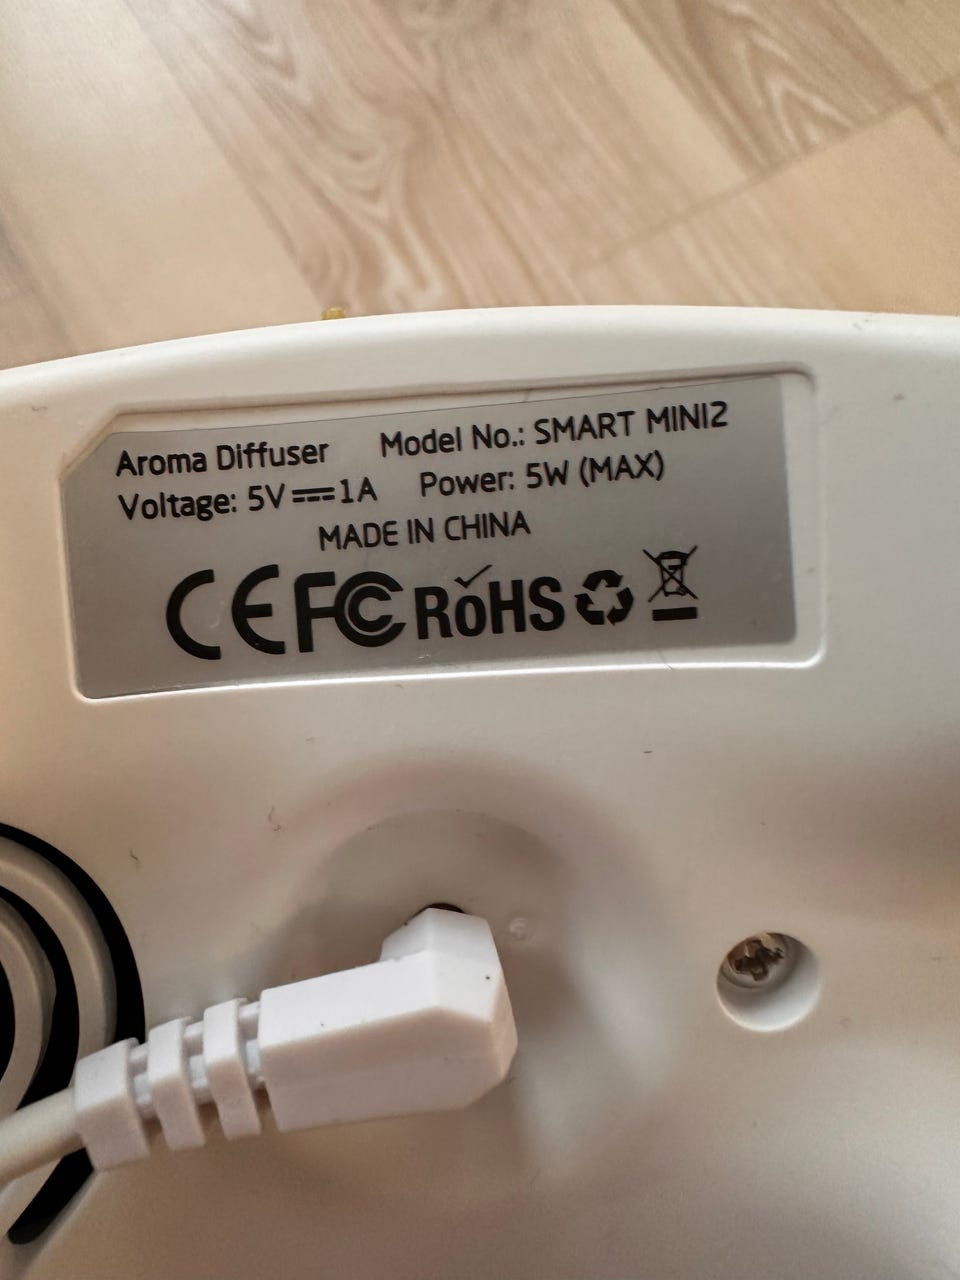 Aroma Diffuser Model No.: SMART MINI2
Voltage: 5V⎓1A Power: 5W (MAX)
MADE IN CHINA
CE FC RoHS